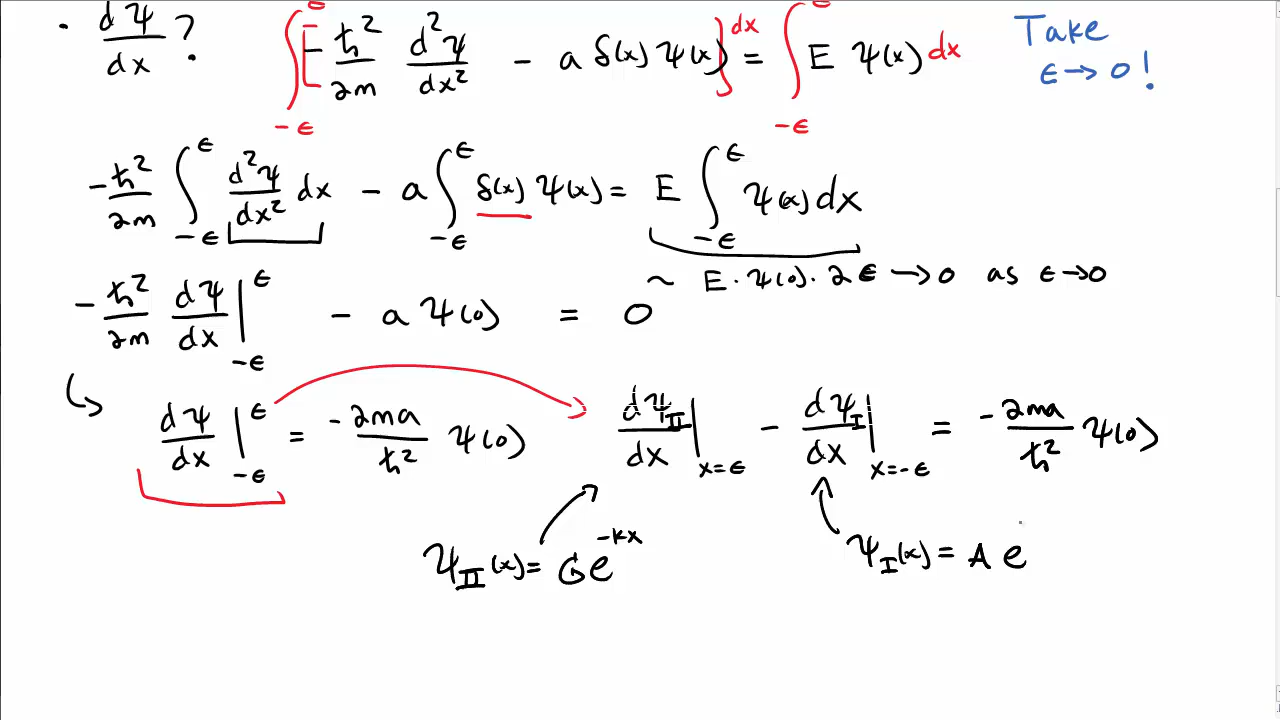 · dψ/dx ? ∫_{-ϵ} [-ħ²/2m d²ψ/dx² - a δ(x) ψ(x)] dx = ∫_{-ϵ} E ψ(x) dx Take ϵ→0!
-ħ²/2m ∫_{-ϵ}^{ϵ} d²ψ/dx² dx - a ∫_{-ϵ}^{ϵ} δ(x) ψ(x) = E ∫_{-ϵ}^{ϵ} ψ(x) dx
~ E · ψ(0) · 2ϵ → 0 as ϵ→0
-ħ²/2m dψ/dx |_{-ϵ}^{ϵ} - a ψ(0) = 0
↳ dψ/dx |_{-ϵ}^{ϵ} = -2ma/ħ² ψ(0) → dψ_II/dx |_{x=ϵ} - dψ_I/dx |_{x=-ϵ} = -2ma/ħ² ψ(0)
ψ_II(x) = G e^{-kx} ψ_I(x) = A e